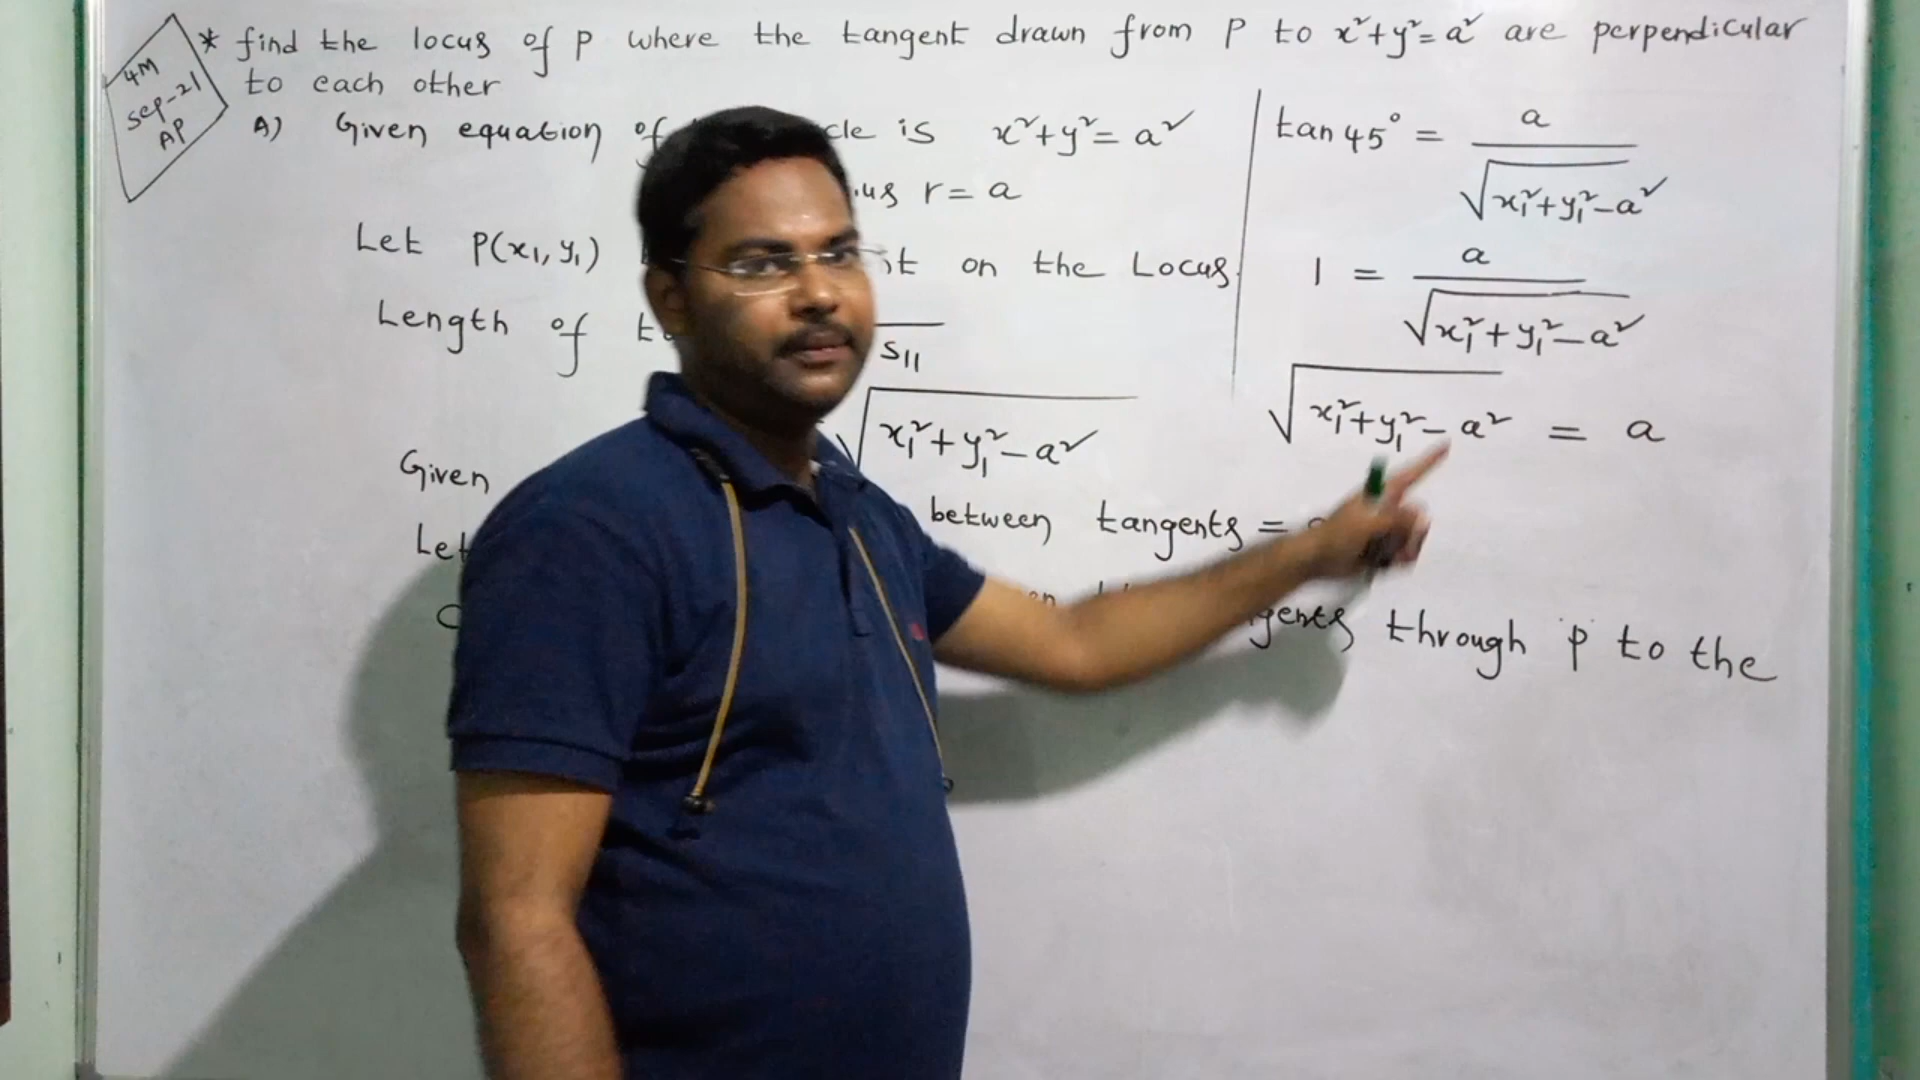 4M
Sep-21
AP
* find the locus of P where the tangent drawn from P to x²+y²=a² are perpendicular
to each other
A) Given equation of cle is x²+y²=a²
us r=a
Let P(x₁,y₁) on the Locus
Length of
S₁₁
√x₁²+y₁²-a²
Given between tangents =
Let
gents through P to the
tan45° = a/√x₁²+y₁²-a²
1 = a/√x₁²+y₁²-a²
√x₁²+y₁²-a² = a